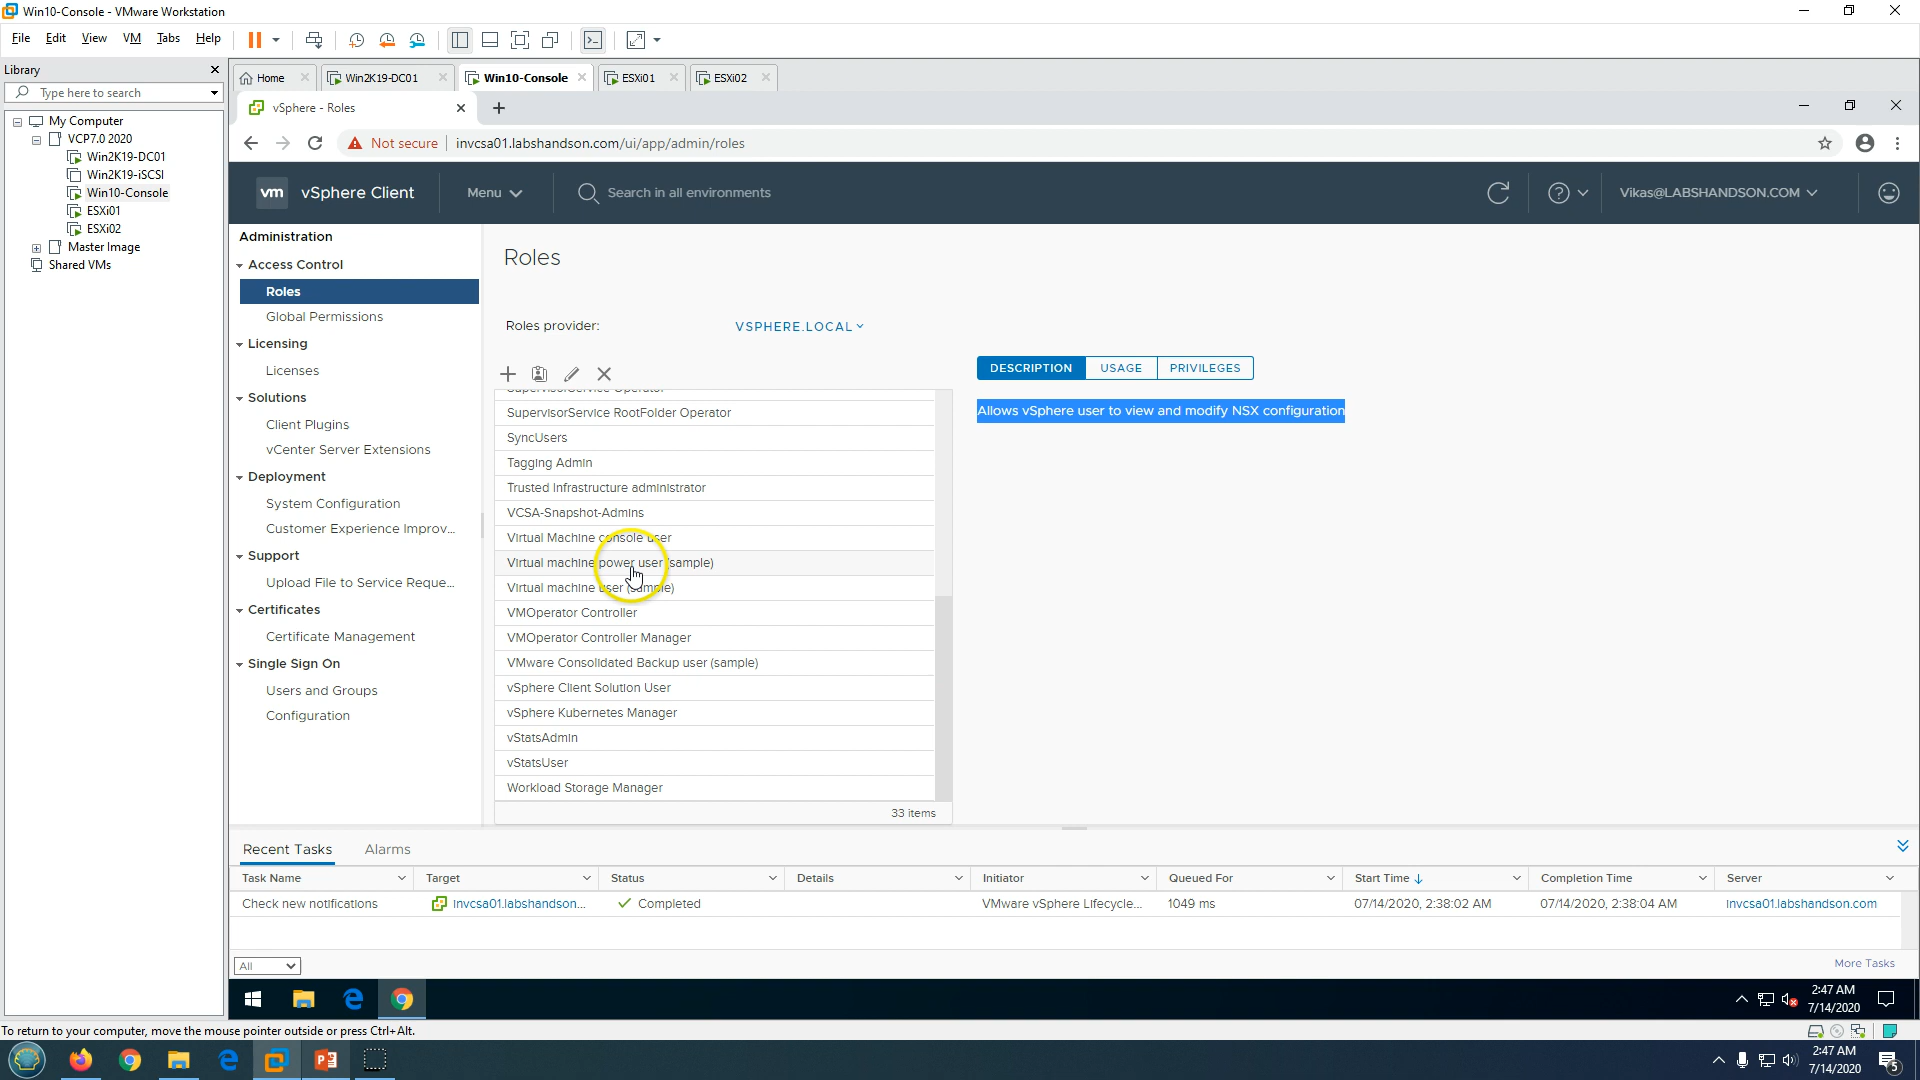 Win10-Console - VMware Workstation
File Edit View VM Tabs Help
Library
Type here to search
My Computer
VCP7.0 2020
Win2K19-DC01
Win2K19-iSCSI
Win10-Console
ESXi01
ESXi02
Master Image
Shared VMs
Home Win2K19-DC01 Win10-Console ESXi01 ESXi02
vSphere - Roles
Not secure invcsa01.labshandson.com/ui/app/admin/roles
vm vSphere Client Menu Search in all environments Vikas@LABSHANDSON.COM
Administration
Access Control
Roles
Global Permissions
Licensing
Licenses
Solutions
Client Plugins
vCenter Server Extensions
Deployment
System Configuration
Customer Experience Improv...
Support
Upload File to Service Reque...
Certificates
Certificate Management
Single Sign On
Users and Groups
Configuration
Roles
Roles provider: VSPHERE.LOCAL
SupervisorService Operator
SupervisorService RootFolder Operator
SyncUsers
Tagging Admin
Trusted Infrastructure administrator
VCSA-Snapshot-Admins
Virtual Machine console user
Virtual machine power user (sample)
Virtual machine user (sample)
VMOperator Controller
VMOperator Controller Manager
VMware Consolidated Backup user (sample)
vSphere Client Solution User
vSphere Kubernetes Manager
vStatsAdmin
vStatsUser
Workload Storage Manager
33 items
DESCRIPTION USAGE PRIVILEGES
Allows vSphere user to view and modify NSX configuration
Recent Tasks Alarms
Task Name Target Status Details Initiator Queued For Start Time Completion Time Server
Check new notifications invcsa01.labshandson... Completed VMware vSphere Lifecycle... 1049 ms 07/14/2020, 2:38:02 AM 07/14/2020, 2:38:04 AM invcsa01.labshandson.com
All
More Tasks
2:47 AM
7/14/2020
To return to your computer, move the mouse pointer outside or press Ctrl+Alt.
2:47 AM
7/14/2020
5